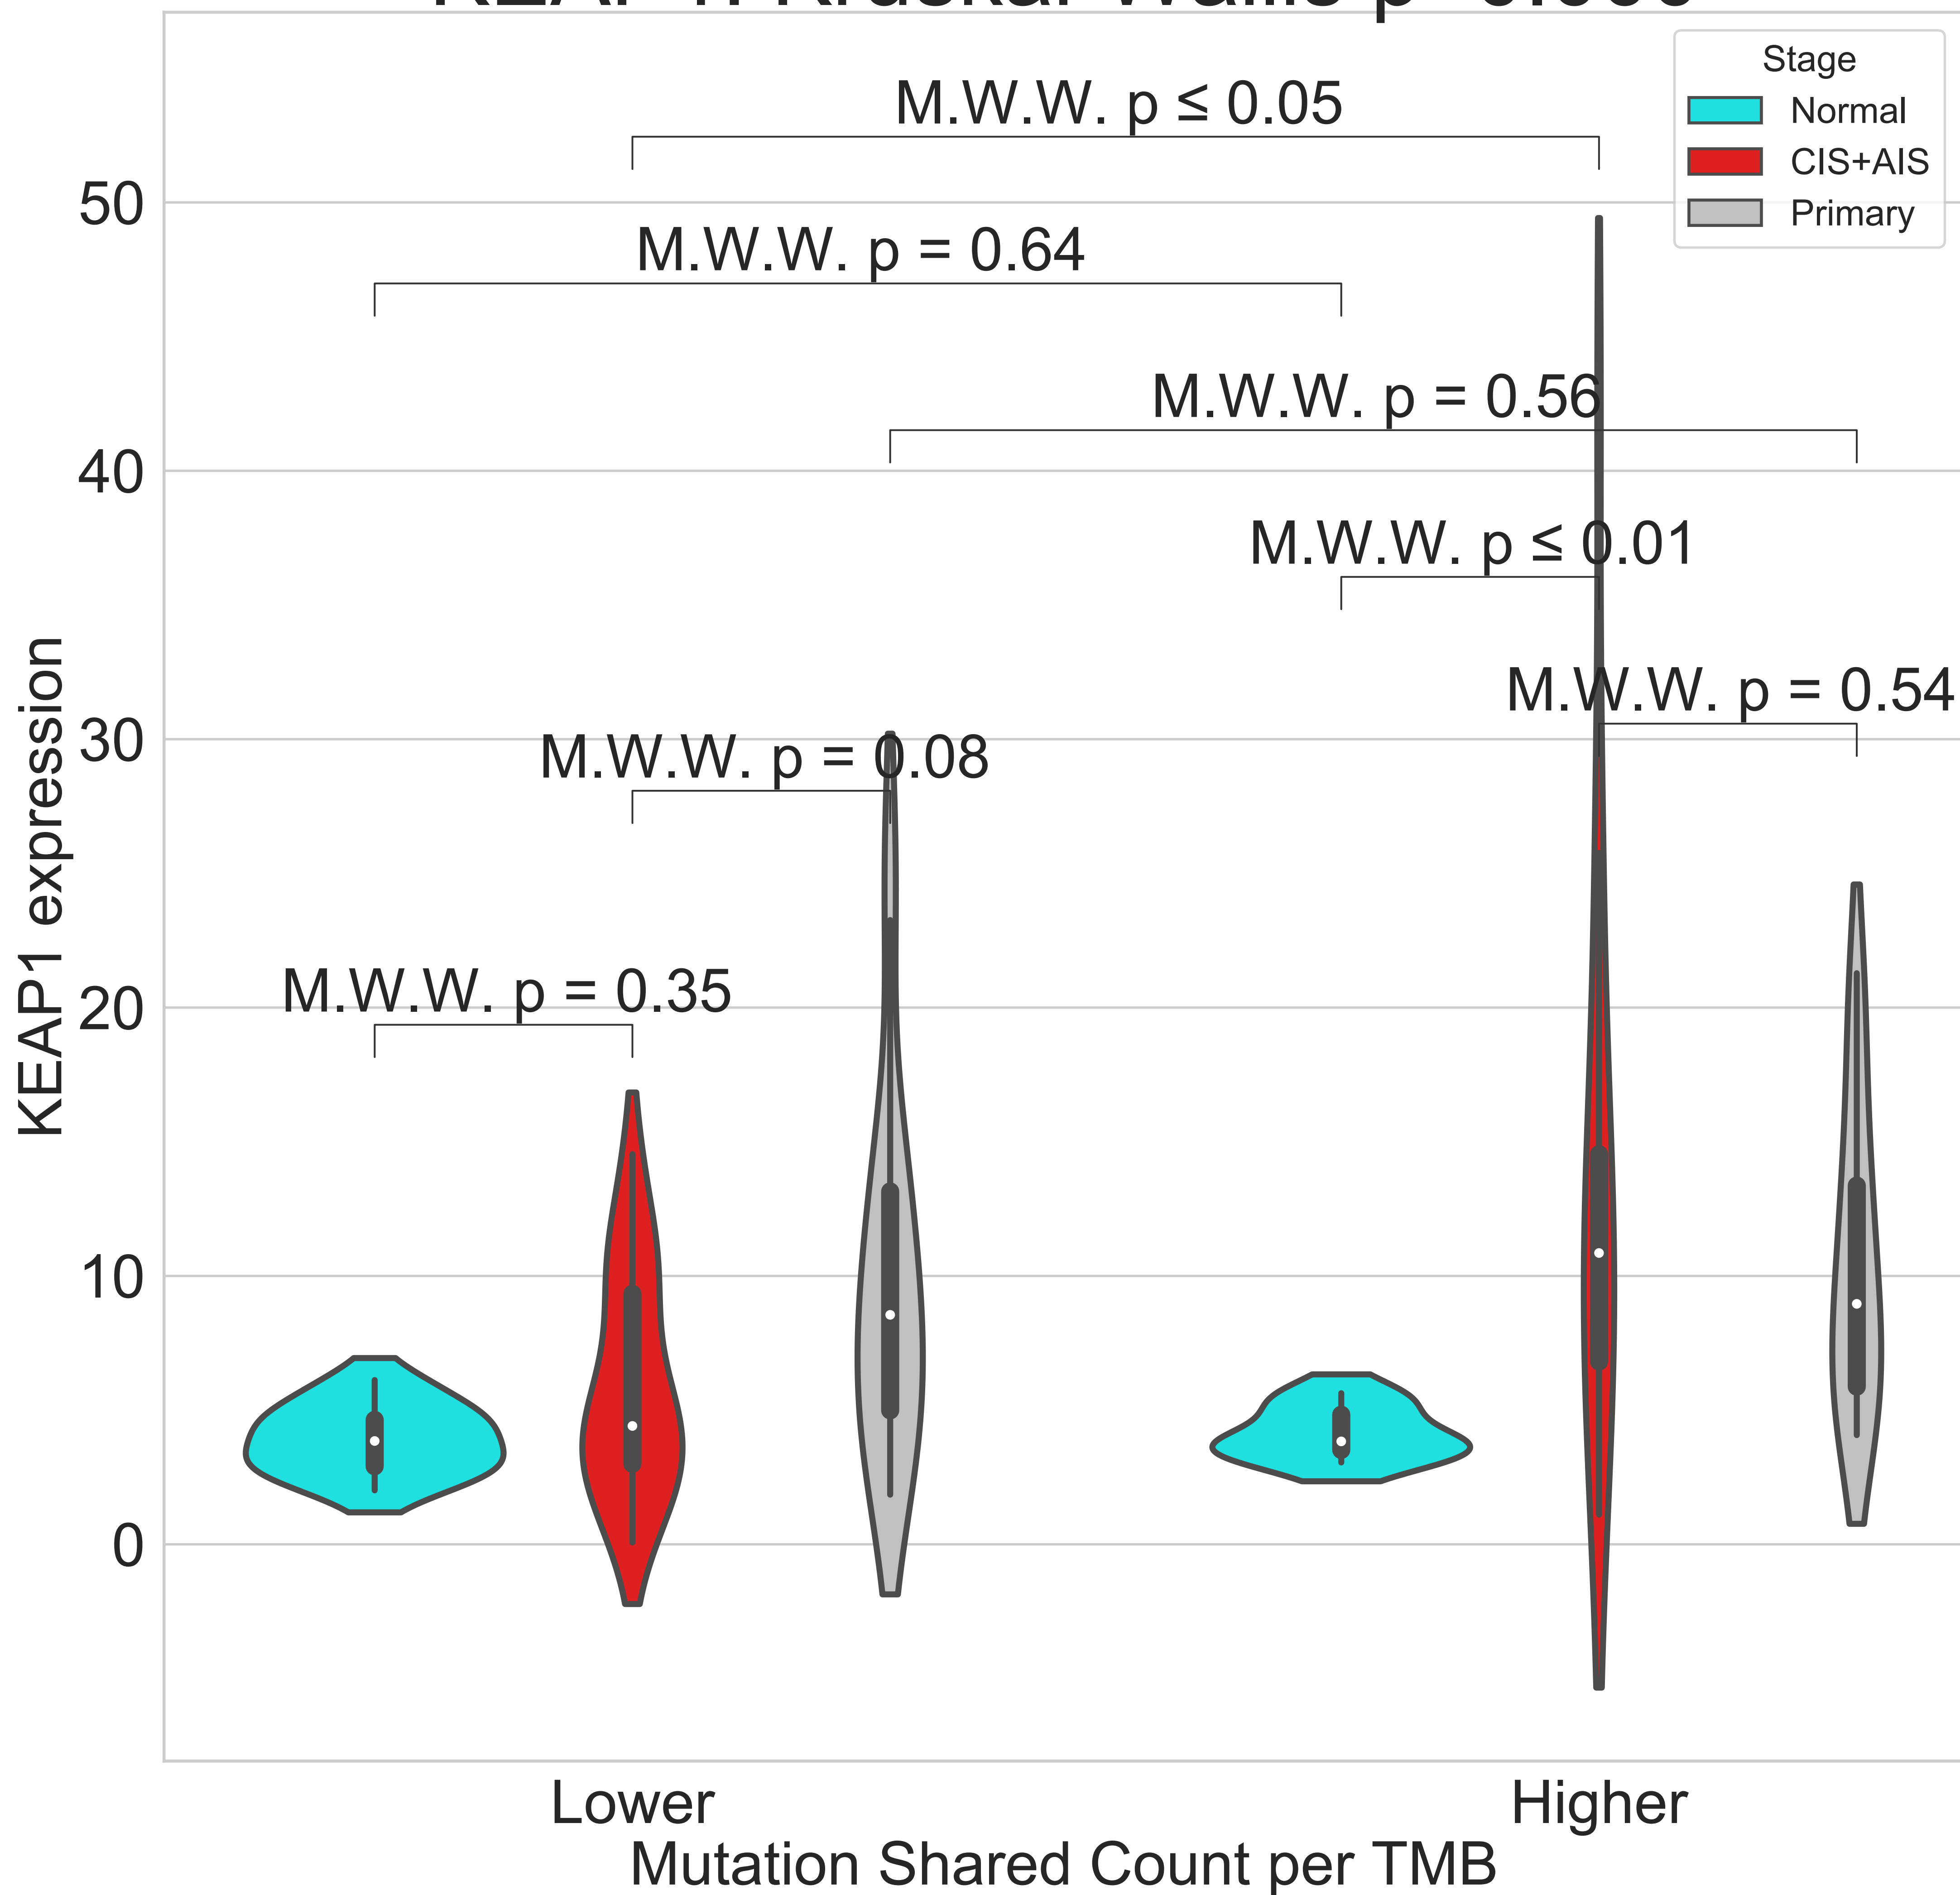 Stage
Normal
CIS+AIS
Primary
M.W.W. p ≤ 0.05
50
M.W.W. p = 0.64
M.W.W. p = 0.56
40
M.W.W. p ≤ 0.01
M.W.W. p = 0.54
30
M.W.W. p = 0.08
KEAP1 expression
20
M.W.W. p = 0.35
10
0
Lower
Higher
Mutation Shared Count per TMB